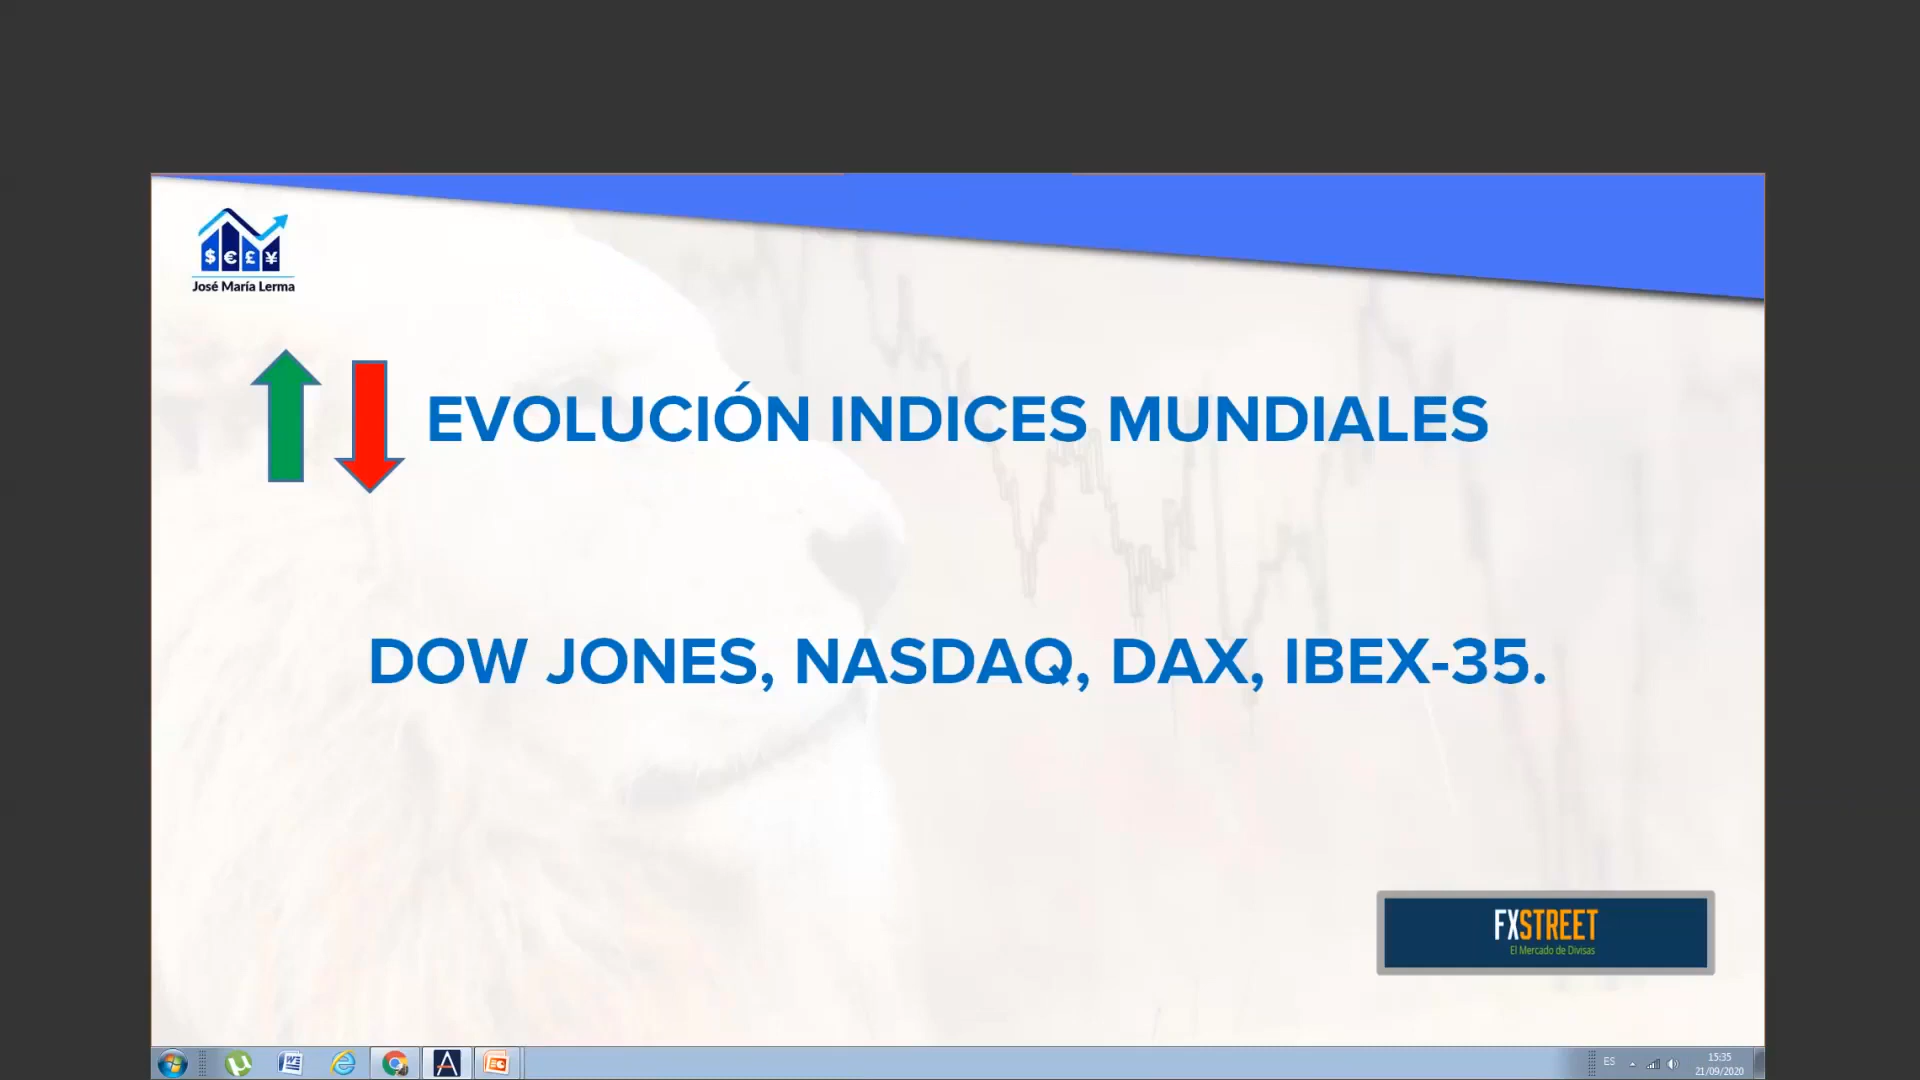 $ € £ ¥
José María Lerma
EVOLUCIÓN INDICES MUNDIALES
DOW JONES, NASDAQ, DAX, IBEX-35.
FXSTREET
El Mercado de Divisas
ES
15:35
21/09/2020